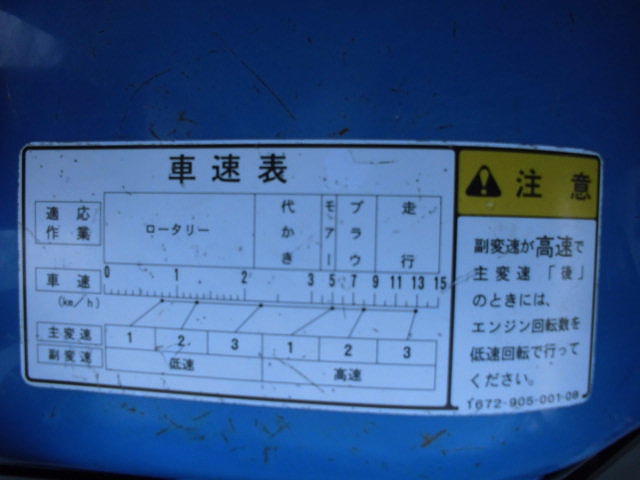 車速表
適応
作業
ロータリー
代かき
モアー
プラウ
走行
車速
(km/h)
0 1 2 3 5 7 9 11 13 15
主変速 1 2 3 1 2 3
副変速 低速 高速
注意
副変速が高速で
主変速「後」
のときには、
エンジン回転数を
低速回転で行って
ください。
1672-905-001-08